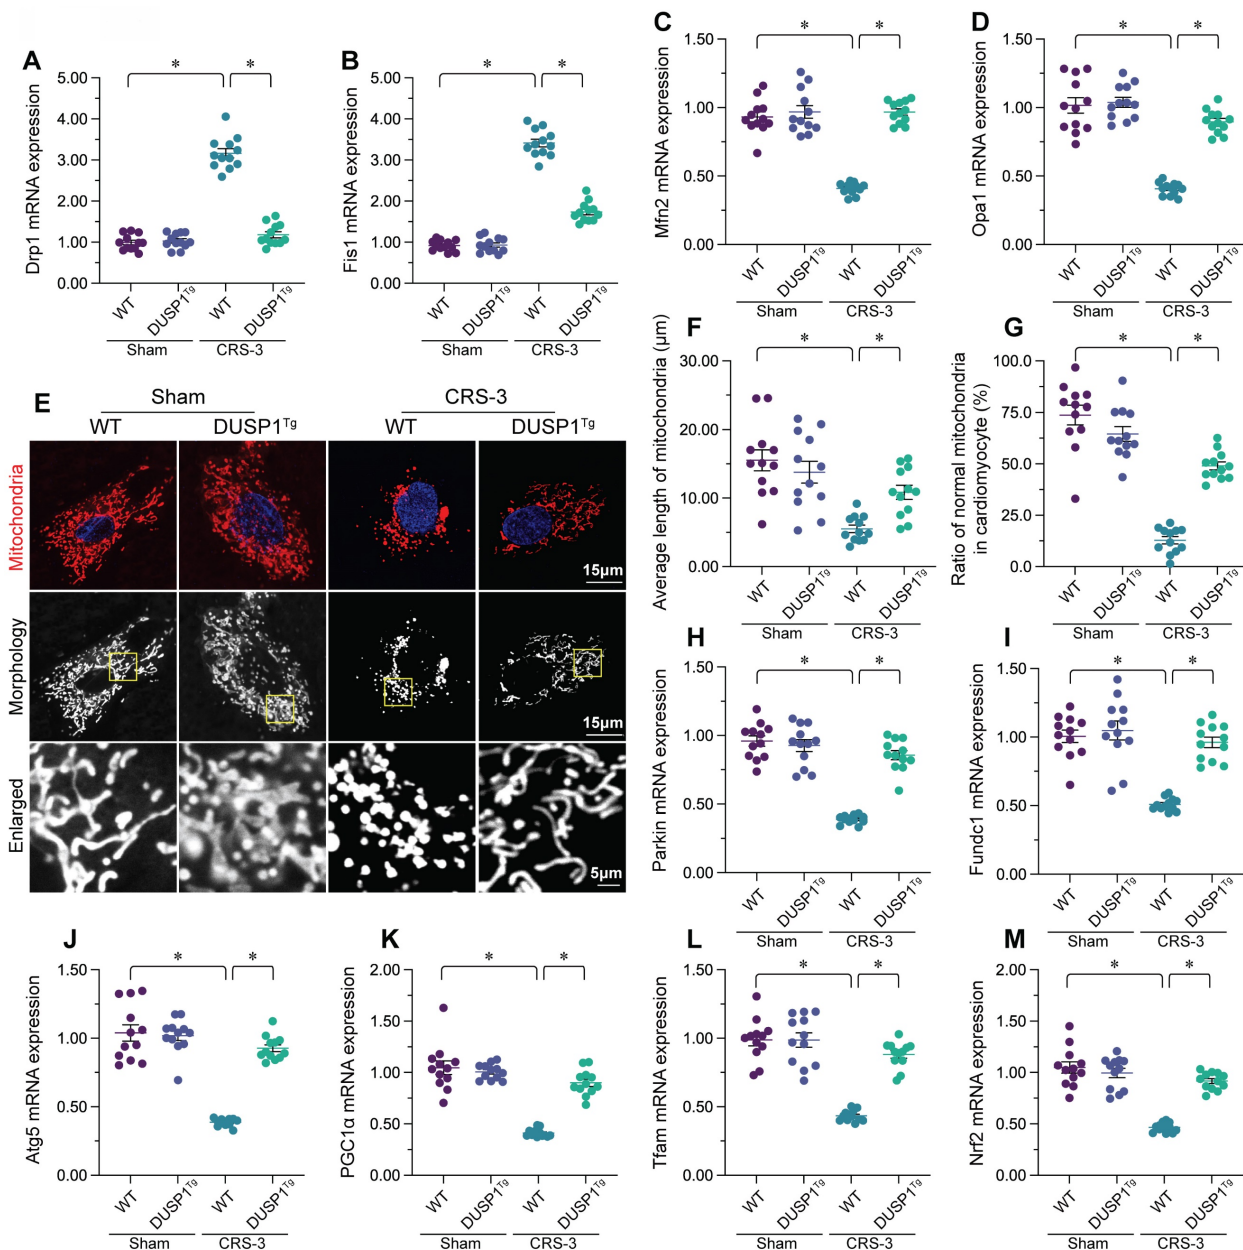 A
Drp1 mRNA expression
5.00
4.00
3.00
2.00
1.00
0.00
*
*
WT
DUSP1Tg
WT
DUSP1Tg
Sham
CRS-3
B
Fis1 mRNA expression
5.00
4.00
3.00
2.00
1.00
0.00
*
*
WT
DUSP1Tg
WT
DUSP1Tg
Sham
CRS-3
C
Mfn2 mRNA expression
1.50
1.00
0.50
0.00
*
*
WT
DUSP1Tg
WT
DUSP1Tg
Sham
CRS-3
D
Opa1 mRNA expression
1.50
1.00
0.50
0.00
*
*
WT
DUSP1Tg
WT
DUSP1Tg
Sham
CRS-3
E
Sham
CRS-3
WT
DUSP1Tg
WT
DUSP1Tg
Mitochondria
15μm
Morphology
15μm
Enlarged
5μm
F
Average length of mitochondria (μm)
30.00
20.00
10.00
0.00
*
*
WT
DUSP1Tg
WT
DUSP1Tg
Sham
CRS-3
G
Ratio of normal mitochondria
in cardiomyocyte (%)
100.0
75.0
50.0
25.0
0.0
*
*
WT
DUSP1Tg
WT
DUSP1Tg
Sham
CRS-3
H
Parkin mRNA expression
1.50
1.00
0.50
0.00
*
*
WT
DUSP1Tg
WT
DUSP1Tg
Sham
CRS-3
I
Fundc1 mRNA expression
1.50
1.00
0.50
0.00
*
*
WT
DUSP1Tg
WT
DUSP1Tg
Sham
CRS-3
J
Atg5 mRNA expression
1.50
1.00
0.50
0.00
*
*
WT
DUSP1Tg
WT
DUSP1Tg
Sham
CRS-3
K
PGC1α mRNA expression
2.00
1.50
1.00
0.50
0.00
*
*
WT
DUSP1Tg
WT
DUSP1Tg
Sham
CRS-3
L
Tfam mRNA expression
1.50
1.00
0.50
0.00
*
*
WT
DUSP1Tg
WT
DUSP1Tg
Sham
CRS-3
M
Nrf2 mRNA expression
2.00
1.50
1.00
0.50
0.00
*
*
WT
DUSP1Tg
WT
DUSP1Tg
Sham
CRS-3